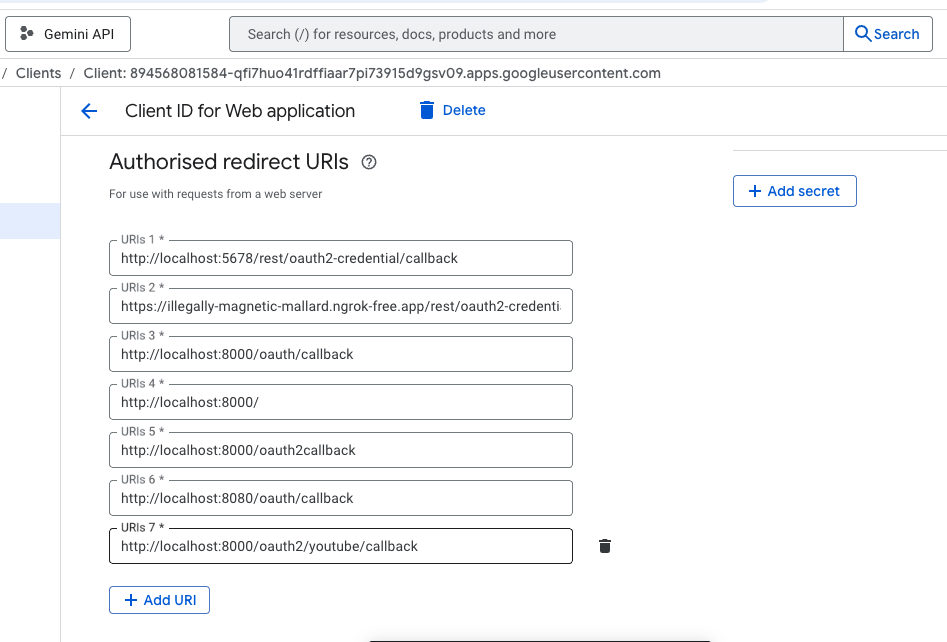 Gemini API
Search (/) for resources, docs, products and more
Search
/ Clients / Client: 894568081584-qfi7huo41rdffiaar7pi73915d9gsv09.apps.googleusercontent.com
Client ID for Web application
Delete
Authorised redirect URIs
For use with requests from a web server
+ Add secret
URIs 1 *
http://localhost:5678/rest/oauth2-credential/callback
URIs 2 *
https://illegally-magnetic-mallard.ngrok-free.app/rest/oauth2-credenti
URIs 3 *
http://localhost:8000/oauth/callback
URIs 4 *
http://localhost:8000/
URIs 5 *
http://localhost:8000/oauth2callback
URIs 6 *
http://localhost:8080/oauth/callback
URIs 7 *
http://localhost:8000/oauth2/youtube/callback
+ Add URI